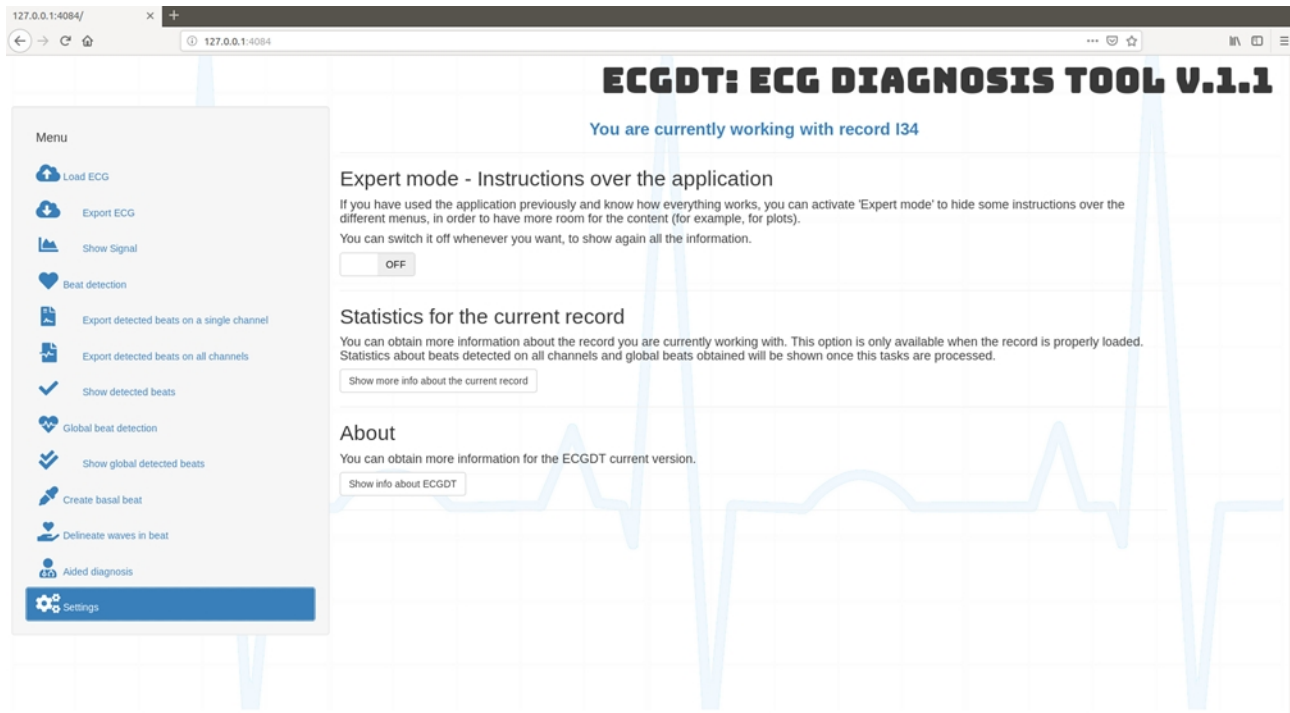 127.0.0.1:4084/
127.0.0.1:4084
ECGDT: ECG DIAGNOSIS TOOL V.1.1
Menu
Load ECG
Export ECG
Show Signal
Beat detection
Export detected beats on a single channel
Export detected beats on all channels
Show detected beats
Global beat detection
Show global detected beats
Create basal beat
Delineate waves in beat
Aided diagnosis
Settings
You are currently working with record I34
Expert mode - Instructions over the application
If you have used the application previously and know how everything works, you can activate 'Expert mode' to hide some instructions over the
different menus, in order to have more room for the content (for example, for plots).
You can switch it off whenever you want, to show again all the information.
OFF
Statistics for the current record
You can obtain more information about the record you are currently working with. This option is only available when the record is properly loaded.
Statistics about beats detected on all channels and global beats obtained will be shown once this tasks are processed.
Show more info about the current record
About
You can obtain more information for the ECGDT current version.
Show info about ECGDT